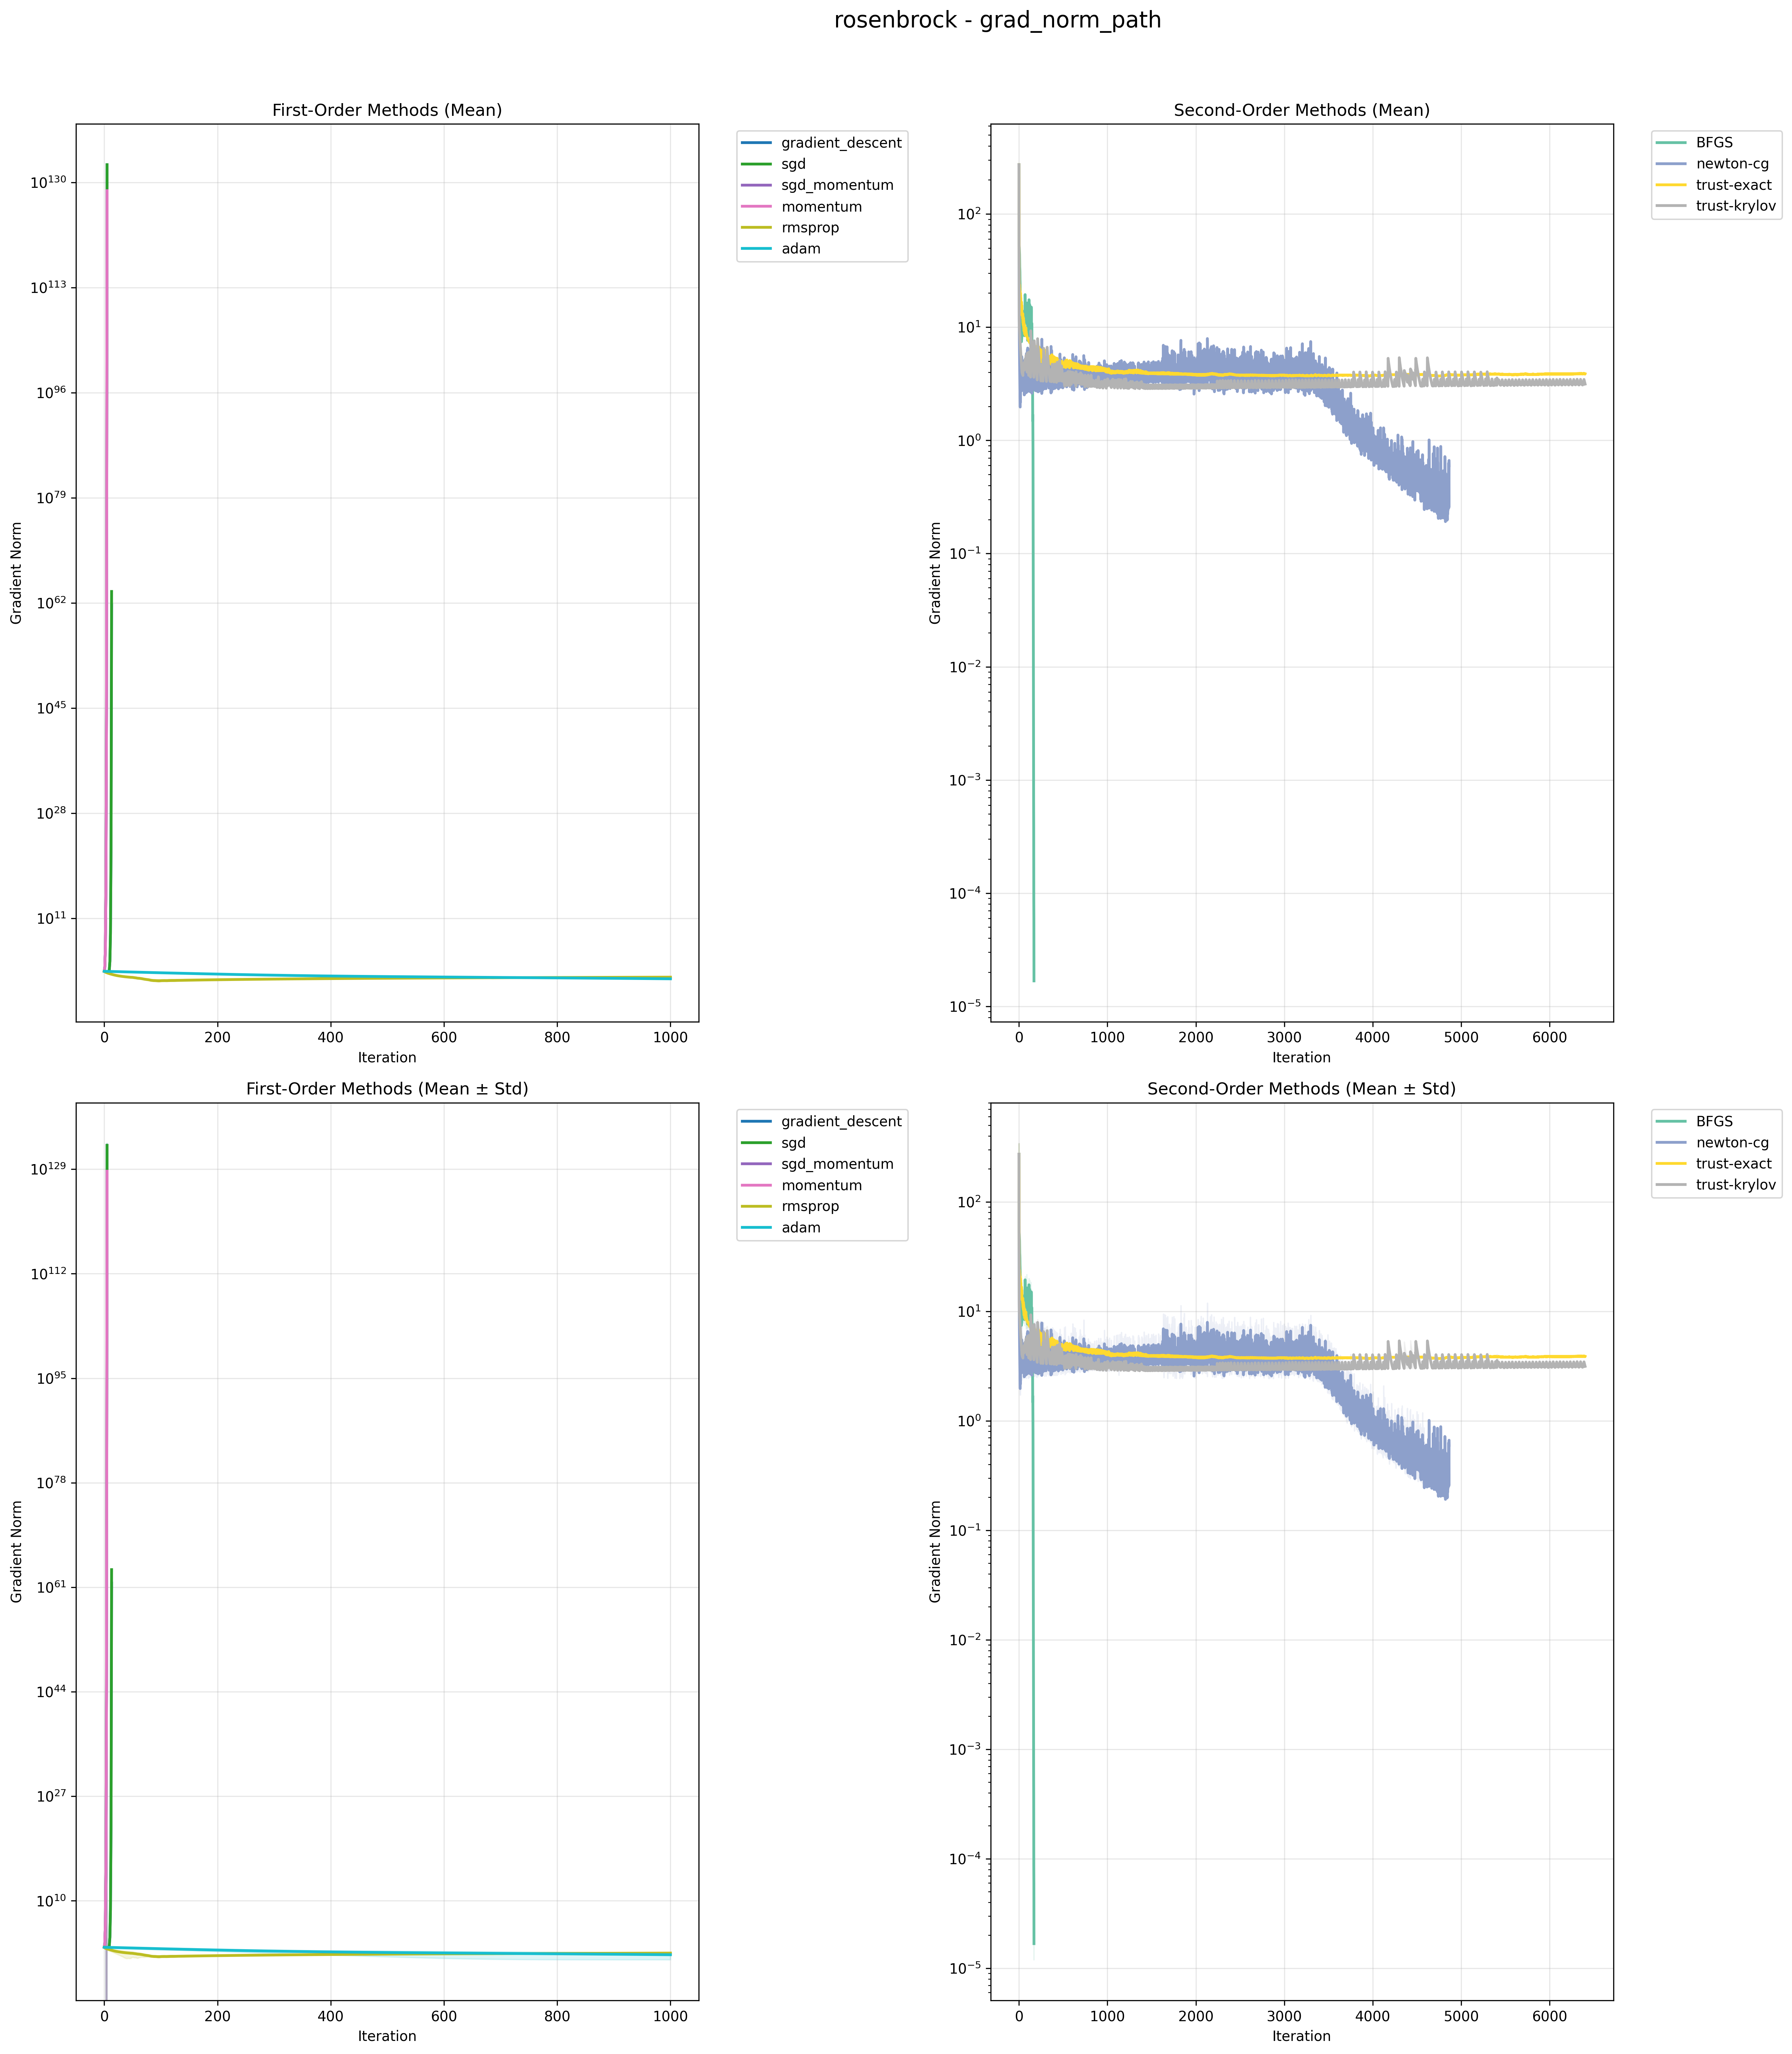 rosenbrock - grad_norm_path
First-Order Methods (Mean)
Gradient Norm
10^130
10^113
10^96
10^79
10^62
10^45
10^28
10^11
0 200 400 600 800 1000
Iteration
gradient_descent
sgd
sgd_momentum
momentum
rmsprop
adam
Second-Order Methods (Mean)
Gradient Norm
10^2
10^1
10^0
10^-1
10^-2
10^-3
10^-4
10^-5
0 1000 2000 3000 4000 5000 6000
Iteration
BFGS
newton-cg
trust-exact
trust-krylov
First-Order Methods (Mean ± Std)
Gradient Norm
10^129
10^112
10^95
10^78
10^61
10^44
10^27
10^10
0 200 400 600 800 1000
Iteration
gradient_descent
sgd
sgd_momentum
momentum
rmsprop
adam
Second-Order Methods (Mean ± Std)
Gradient Norm
10^2
10^1
10^0
10^-1
10^-2
10^-3
10^-4
10^-5
0 1000 2000 3000 4000 5000 6000
Iteration
BFGS
newton-cg
trust-exact
trust-krylov